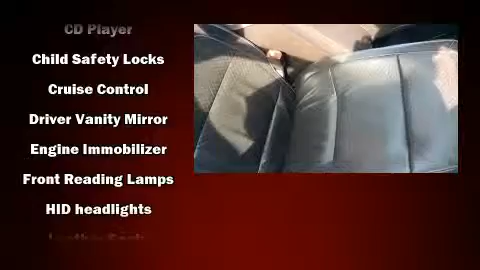 CD Player
Child Safety Locks
Cruise Control
Driver Vanity Mirror
Engine Immobilizer
Front Reading Lamps
HID headlights